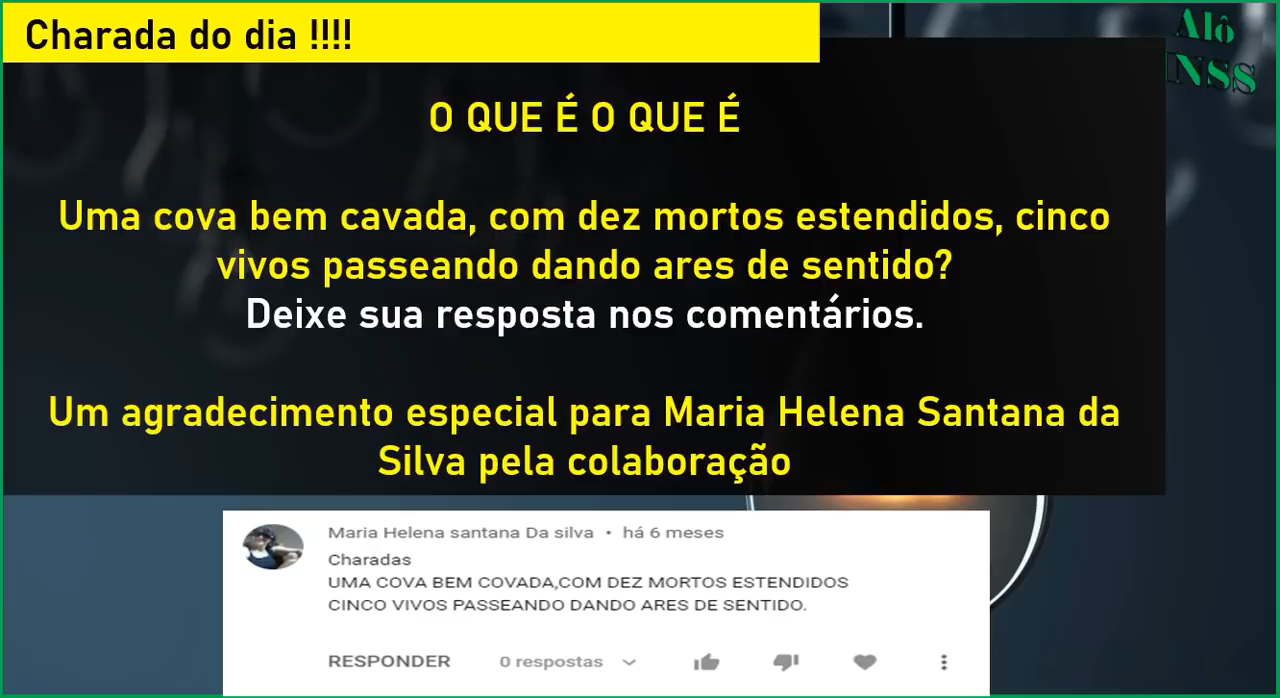 Charada do dia !!!!
Alô
INSS
O QUE É O QUE É
Uma cova bem cavada, com dez mortos estendidos, cinco
vivos passeando dando ares de sentido?
Deixe sua resposta nos comentários.
Um agradecimento especial para Maria Helena Santana da
Silva pela colaboração
Maria Helena santana Da silva • há 6 meses
Charadas
UMA COVA BEM COVADA,COM DEZ MORTOS ESTENDIDOS
CINCO VIVOS PASSEANDO DANDO ARES DE SENTIDO.
RESPONDER 0 respostas